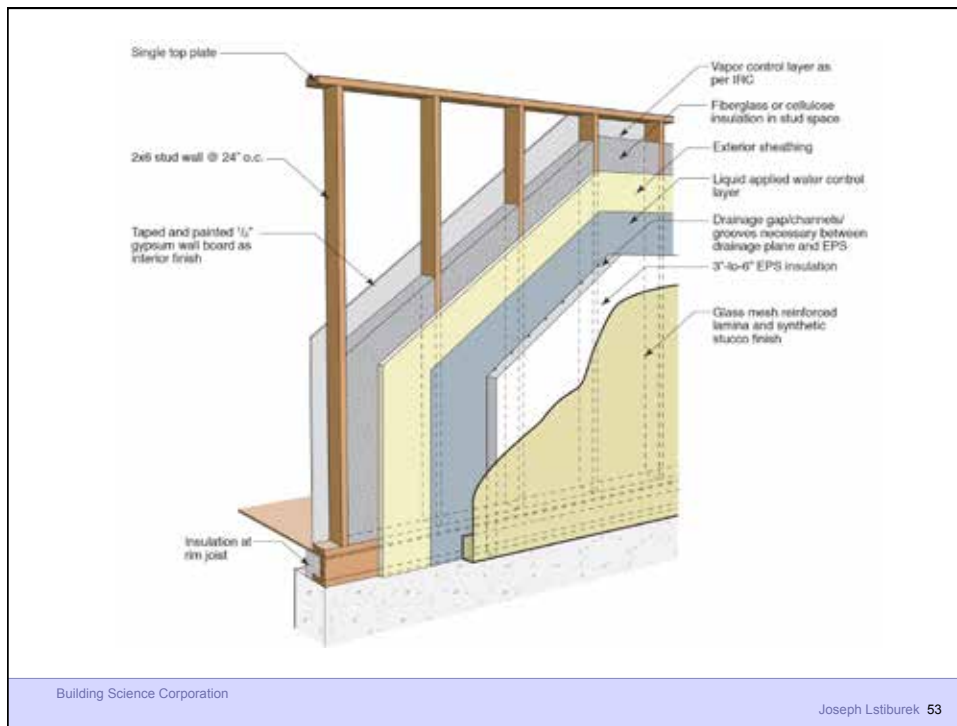 Single top plate
2x6 stud wall @ 24" o.c.
Taped and painted 1/2"
gypsum wall board as
interior finish
Insulation at
rim joist
Vapor control layer as
per IRC
Fiberglass or cellulose
insulation in stud space
Exterior sheathing
Liquid applied water control
layer
Drainage gap/channels/
grooves necessary between
drainage plane and EPS
3"-to-6" EPS insulation
Glass mesh reinforced
lamina and synthetic
stucco finish
Building Science Corporation
Joseph Lstiburek 53